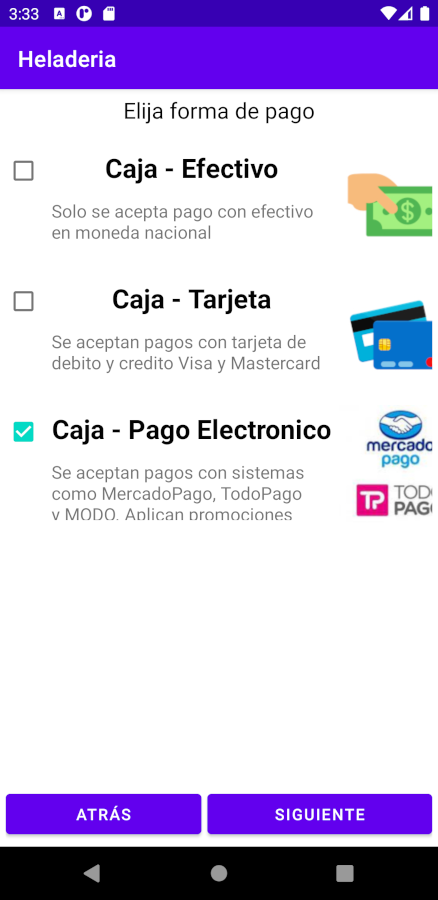 3:33
Heladeria
Elija forma de pago
Caja - Efectivo
Solo se acepta pago con efectivo
en moneda nacional
Caja - Tarjeta
Se aceptan pagos con tarjeta de
debito y credito Visa y Mastercard
Caja - Pago Electronico
mercado
pago
Se aceptan pagos con sistemas
como MercadoPago, TodoPago
y MODO. Aplican promociones
TP TODO
PAGO
ATRÁS
SIGUIENTE